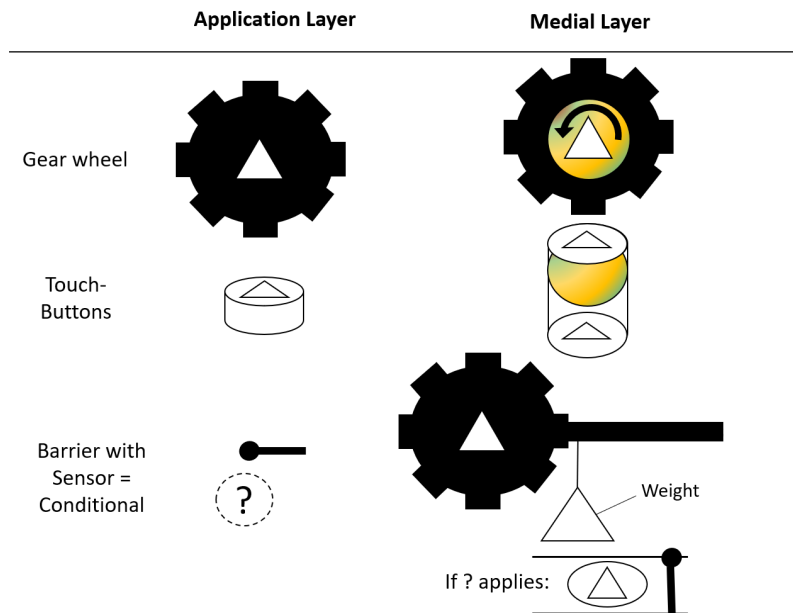 Application Layer
Medial Layer
Gear wheel
Touch-
Buttons
Barrier with
Sensor =
Conditional
?
Weight
If ? applies: